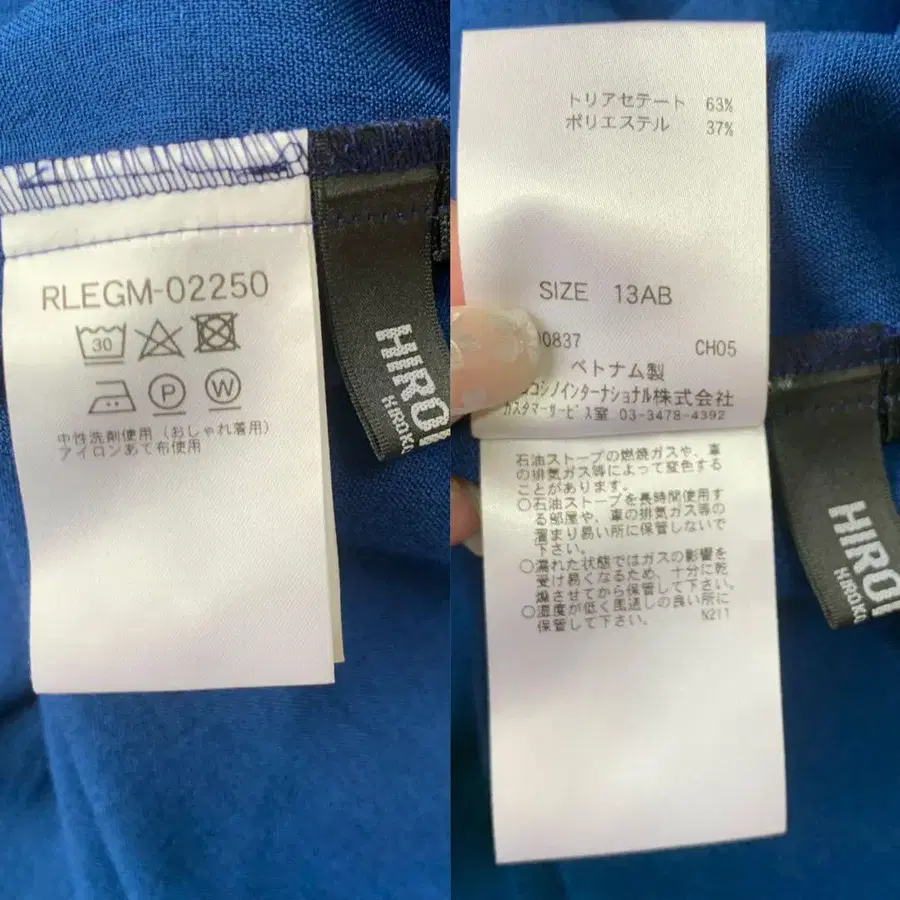 RLEGM-02250
30
P
W
中性洗剤使用(おしゃれ着用)
アイロンあて布使用
HIRO
HIROKO
トリアセテート 63%
ポリエステル 37%
SIZE 13AB
0837 CH05
ベトナム製
コシノインターナショナル株式会社
カスタマーサービス室 03-3478-4392
石油ストーブの燃焼ガスや、車
の排気ガス等によって変色する
ことがあります。
○石油ストーブを長時間使用す
る部屋や、車の排気ガス等の
溜まり易い所に保管しないで
下さい。
○濡れた状態ではガスの影響を
受け易くなるため、十分に乾
燥させてから保管して下さい。
○湿度が低く風通しの良い所に
保管して下さい。 N211
HIRO
HIROKO